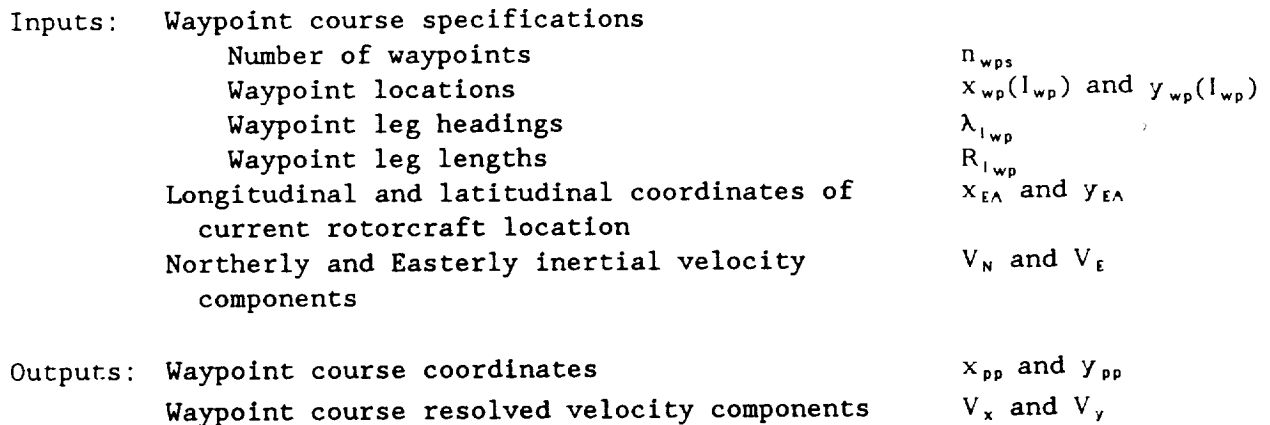 Inputs: Waypoint course specifications
Number of waypoints n_wps
Waypoint locations x_wp(I_wp) and y_wp(I_wp)
Waypoint leg headings λ_I_wp
Waypoint leg lengths R_I_wp
Longitudinal and latitudinal coordinates of x_EA and y_EA
current rotorcraft location
Northerly and Easterly inertial velocity V_N and V_E
components
Outputs: Waypoint course coordinates x_pp and y_pp
Waypoint course resolved velocity components V_x and V_y